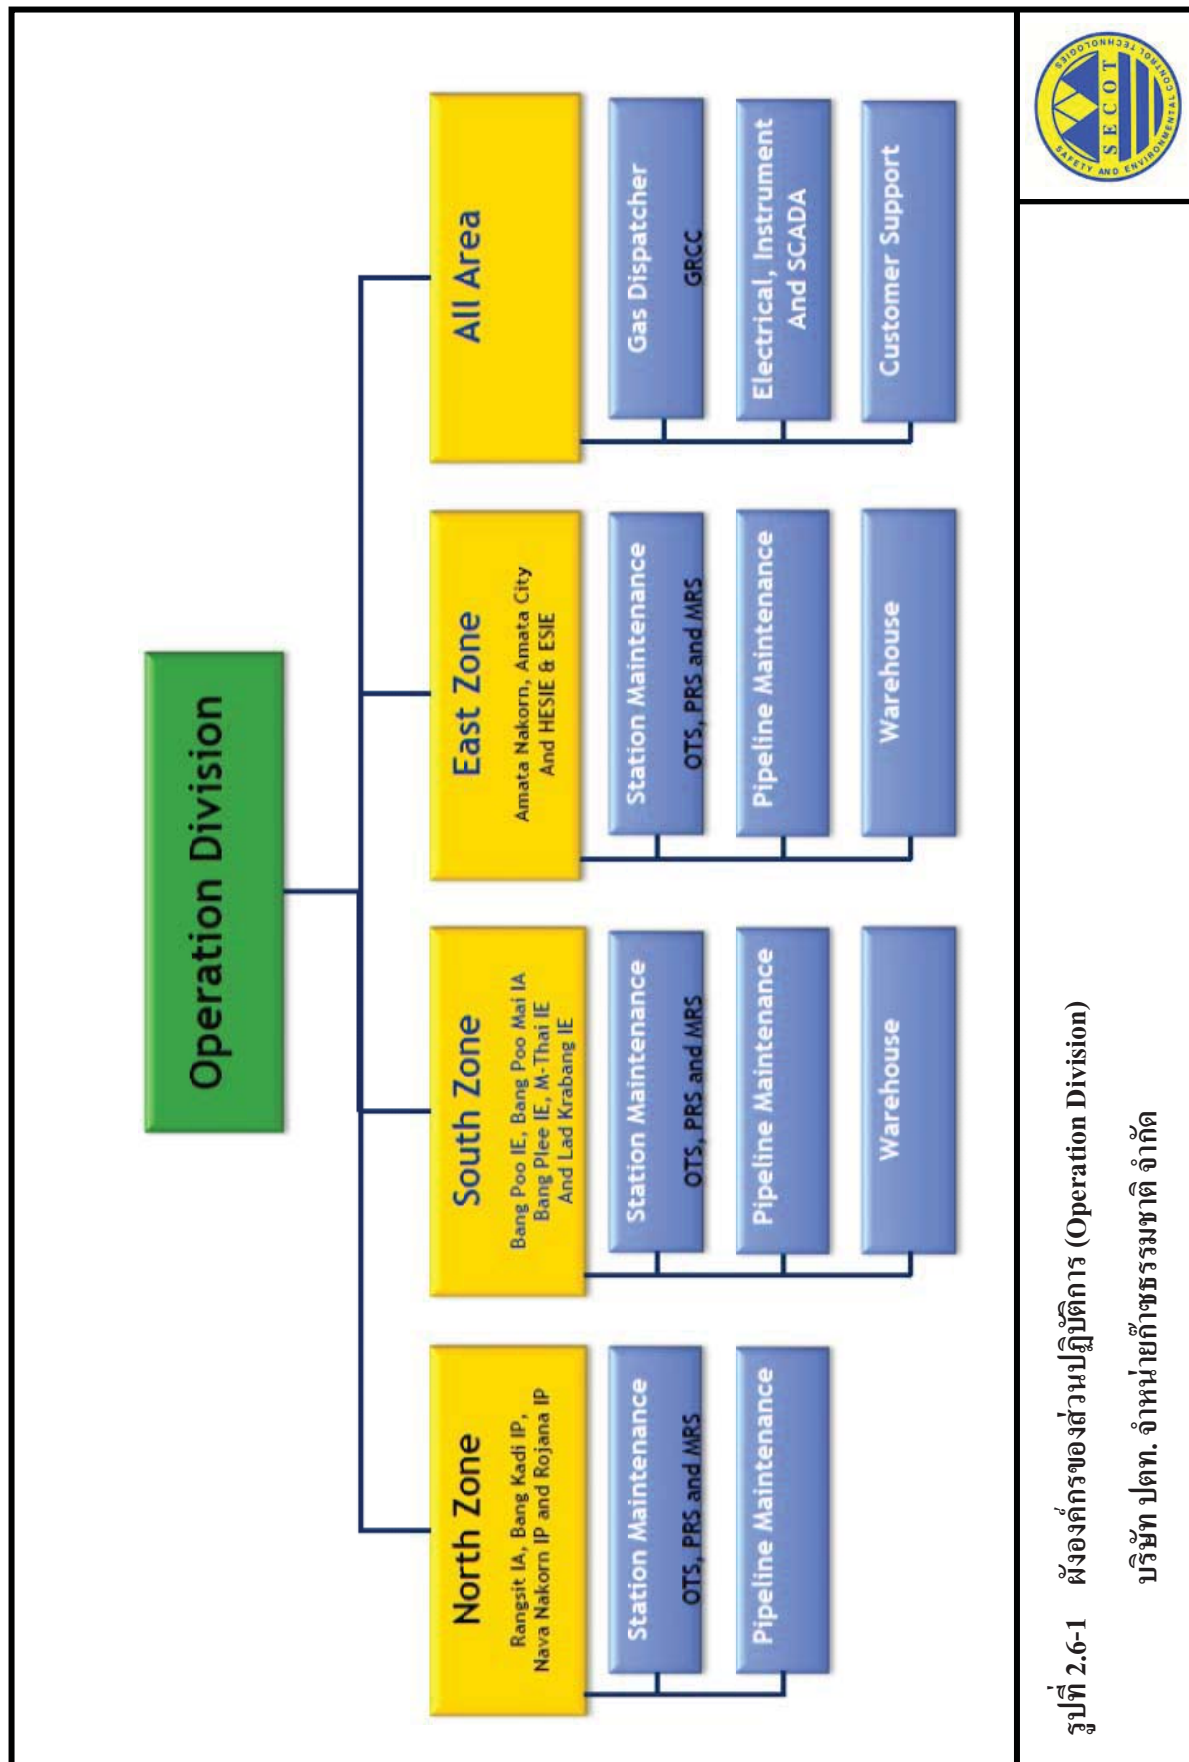 Operation Division
North Zone
Rangsit IA, Bang Kadi IP,
Nava Nakorn IP and Rojana IP
Station Maintenance
OTS, PRS and MRS
Pipeline Maintenance
South Zone
Bang Poo IE, Bang Poo Mai IA
Bang Plee IE, M-Thai IE
And Lad Krabang IE
Station Maintenance
OTS, PRS and MRS
Pipeline Maintenance
Warehouse
East Zone
Amata Nakorn, Amata City
And HESIE & ESIE
Station Maintenance
OTS, PRS and MRS
Pipeline Maintenance
Warehouse
All Area
Gas Dispatcher
GRCC
Electrical, Instrument
And SCADA
Customer Support
รูปที่ 2.6-1 ผังองค์กรของส่วนปฏิบัติการ (Operation Division)
บริษัท ปตท. จำหน่ายก๊าซธรรมชาติ จำกัด
SECOT
SAFETY AND ENVIRONMENTAL CONTROL TECHNOLOGIES